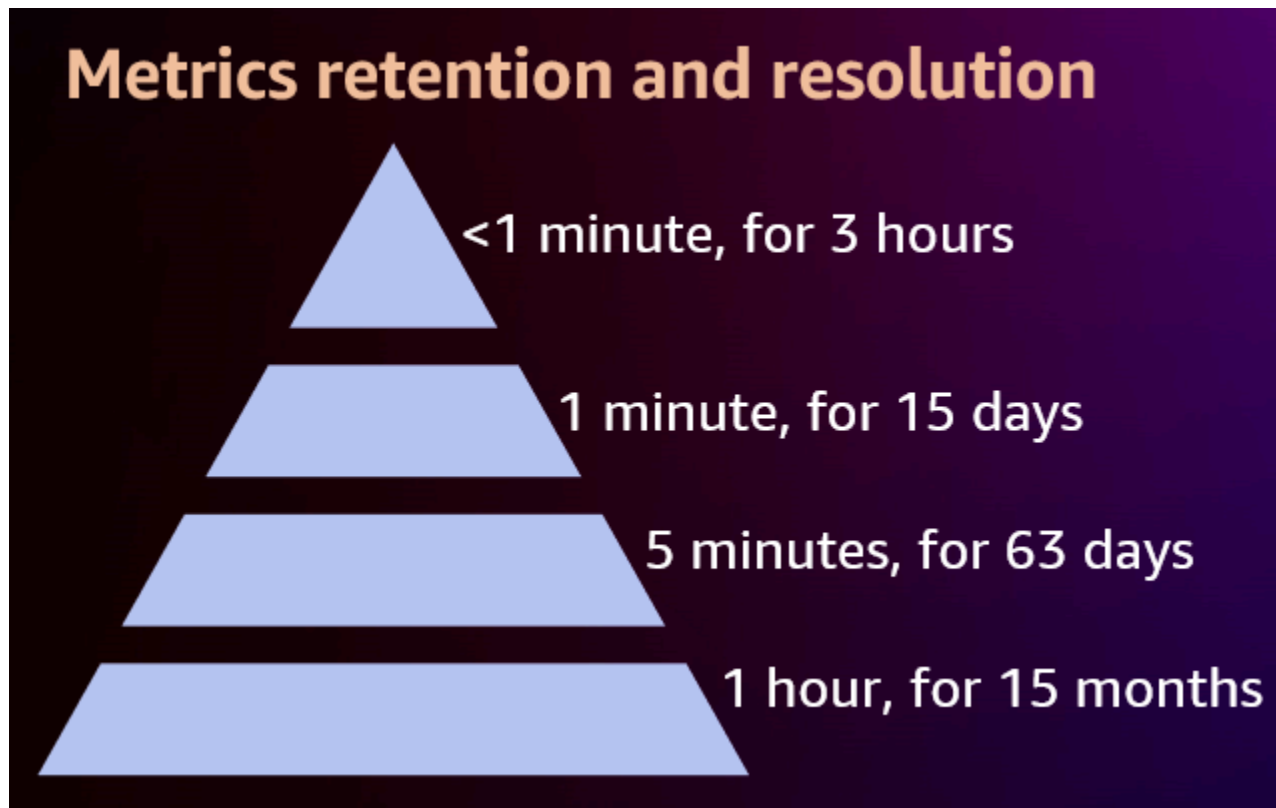 Metrics retention and resolution
<1 minute, for 3 hours
1 minute, for 15 days
5 minutes, for 63 days
1 hour, for 15 months